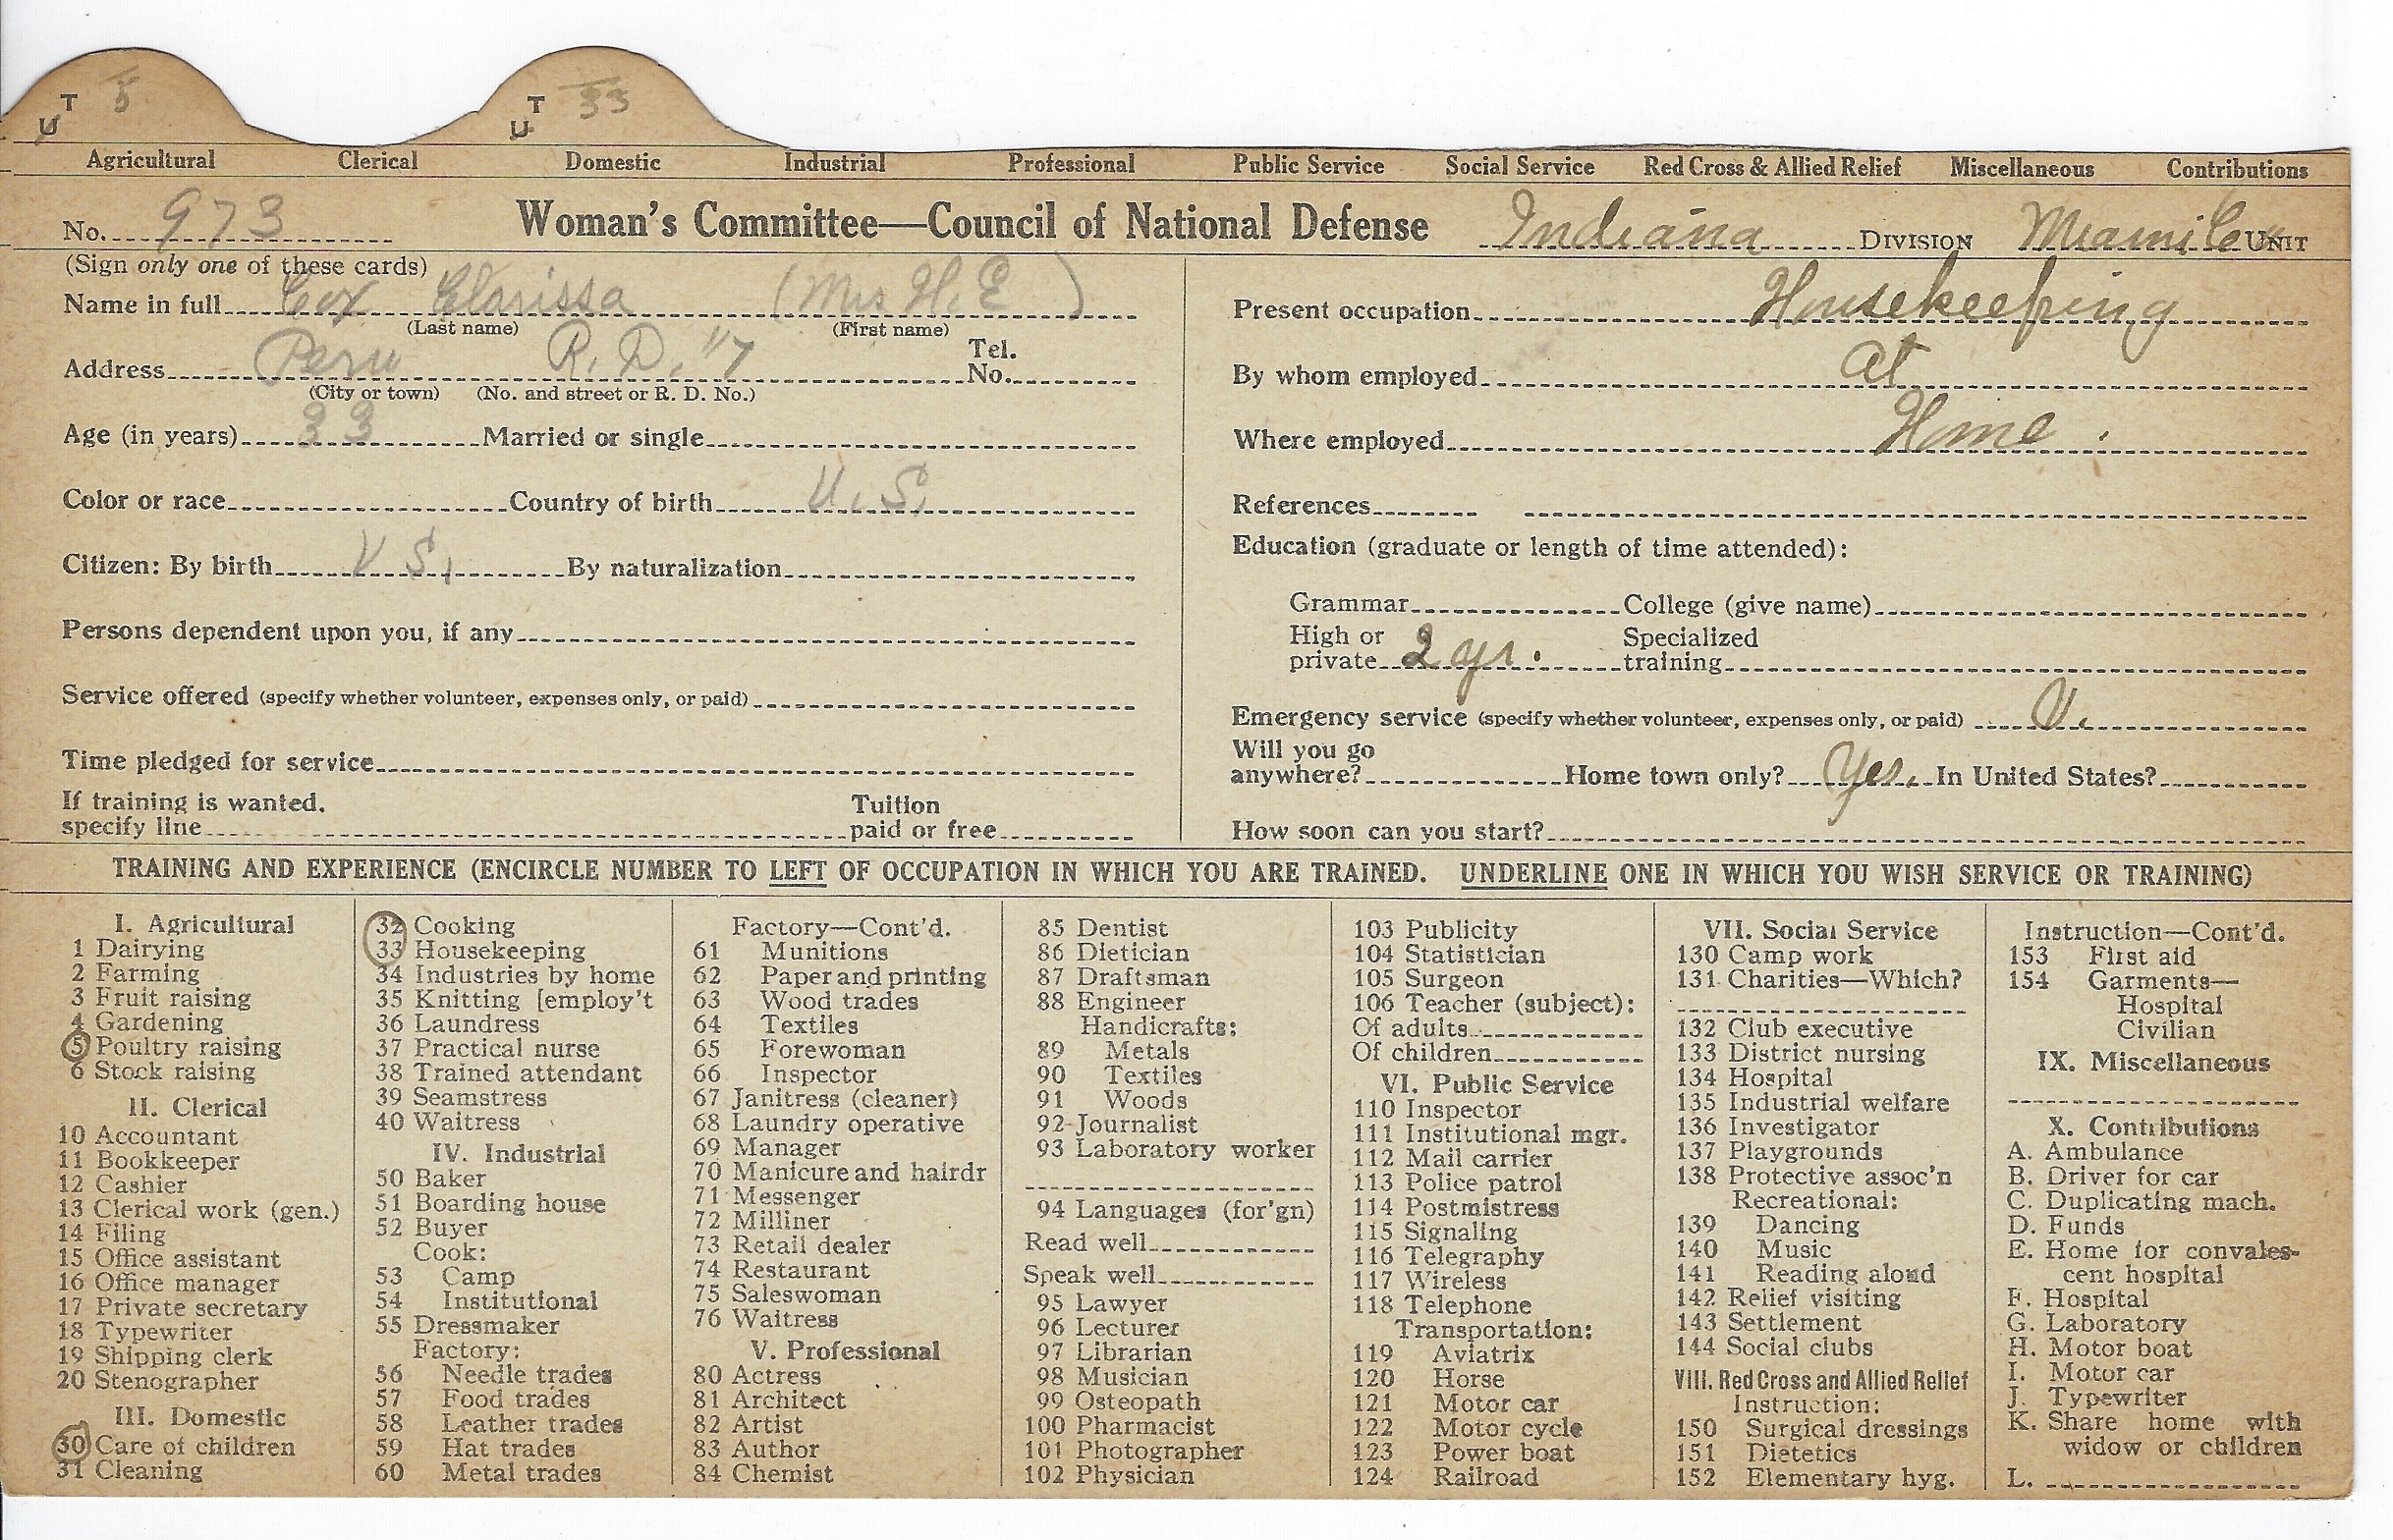 T 5
U
T 33
U
Agricultural Clerical Domestic Industrial Professional Public Service Social Service Red Cross & Allied Relief Miscellaneous Contributions
No. 973 Woman's Committee—Council of National Defense Indiana DIVISION Miami Co UNIT
(Sign only one of these cards)
Name in full Cox Clarissa (Mrs H. E )
(Last name) (First name)
Address Peru R. D. "7 Tel. No.
(City or town) (No. and street or R. D. No.)
Age (in years) 33 Married or single
Color or race Country of birth U. S.
Citizen: By birth U S. By naturalization
Persons dependent upon you, if any
Service offered (specify whether volunteer, expenses only, or paid)
Time pledged for service
If training is wanted. Tuition
specify line paid or free
Present occupation Housekeeping
By whom employed at
Where employed Home.
References
Education (graduate or length of time attended):
Grammar College (give name)
High or Specialized
private 2 yr. training
Emergency service (specify whether volunteer, expenses only, or paid) V.
Will you go
anywhere? Home town only? Yes. In United States?
How soon can you start?
TRAINING AND EXPERIENCE (ENCIRCLE NUMBER TO LEFT OF OCCUPATION IN WHICH YOU ARE TRAINED. UNDERLINE ONE IN WHICH YOU WISH SERVICE OR TRAINING)
I. Agricultural
1 Dairying
2 Farming
3 Fruit raising
4 Gardening
5 Poultry raising
6 Stock raising
II. Clerical
10 Accountant
11 Bookkeeper
12 Cashier
13 Clerical work (gen.)
14 Filing
15 Office assistant
16 Office manager
17 Private secretary
18 Typewriter
19 Shipping clerk
20 Stenographer
III. Domestic
30 Care of children
31 Cleaning
32 Cooking
33 Housekeeping
34 Industries by home
35 Knitting [employ't
36 Laundress
37 Practical nurse
38 Trained attendant
39 Seamstress
40 Waitress
IV. Industrial
50 Baker
51 Boarding house
52 Buyer
Cook:
53 Camp
54 Institutional
55 Dressmaker
Factory:
56 Needle trades
57 Food trades
58 Leather trades
59 Hat trades
60 Metal trades
Factory—Cont'd.
61 Munitions
62 Paper and printing
63 Wood trades
64 Textiles
65 Forewoman
66 Inspector
67 Janitress (cleaner)
68 Laundry operative
69 Manager
70 Manicure and hairdr
71 Messenger
72 Milliner
73 Retail dealer
74 Restaurant
75 Saleswoman
76 Waitress
V. Professional
80 Actress
81 Architect
82 Artist
83 Author
84 Chemist
85 Dentist
86 Dietician
87 Draftsman
88 Engineer
Handicrafts:
89 Metals
90 Textiles
91 Woods
92 Journalist
93 Laboratory worker
94 Languages (for'gn)
Read well
Speak well
95 Lawyer
96 Lecturer
97 Librarian
98 Musician
99 Osteopath
100 Pharmacist
101 Photographer
102 Physician
103 Publicity
104 Statistician
105 Surgeon
106 Teacher (subject):
Of adults
Of children
VI. Public Service
110 Inspector
111 Institutional mgr.
112 Mail carrier
113 Police patrol
114 Postmistress
115 Signaling
116 Telegraphy
117 Wireless
118 Telephone
Transportation:
119 Aviatrix
120 Horse
121 Motor car
122 Motor cycle
123 Power boat
124 Railroad
VII. Social Service
130 Camp work
131 Charities—Which?
132 Club executive
133 District nursing
134 Hospital
135 Industrial welfare
136 Investigator
137 Playgrounds
138 Protective assoc'n
Recreational:
139 Dancing
140 Music
141 Reading aloud
142 Relief visiting
143 Settlement
144 Social clubs
VIII. Red Cross and Allied Relief
Instruction:
150 Surgical dressings
151 Dietetics
152 Elementary hyg.
Instruction—Cont'd.
153 First aid
154 Garments—
Hospital
Civilian
IX. Miscellaneous
X. Contributions
A. Ambulance
B. Driver for car
C. Duplicating mach.
D. Funds
E. Home for convales-
cent hospital
F. Hospital
G. Laboratory
H. Motor boat
I. Motor car
J. Typewriter
K. Share home with
widow or children
L.